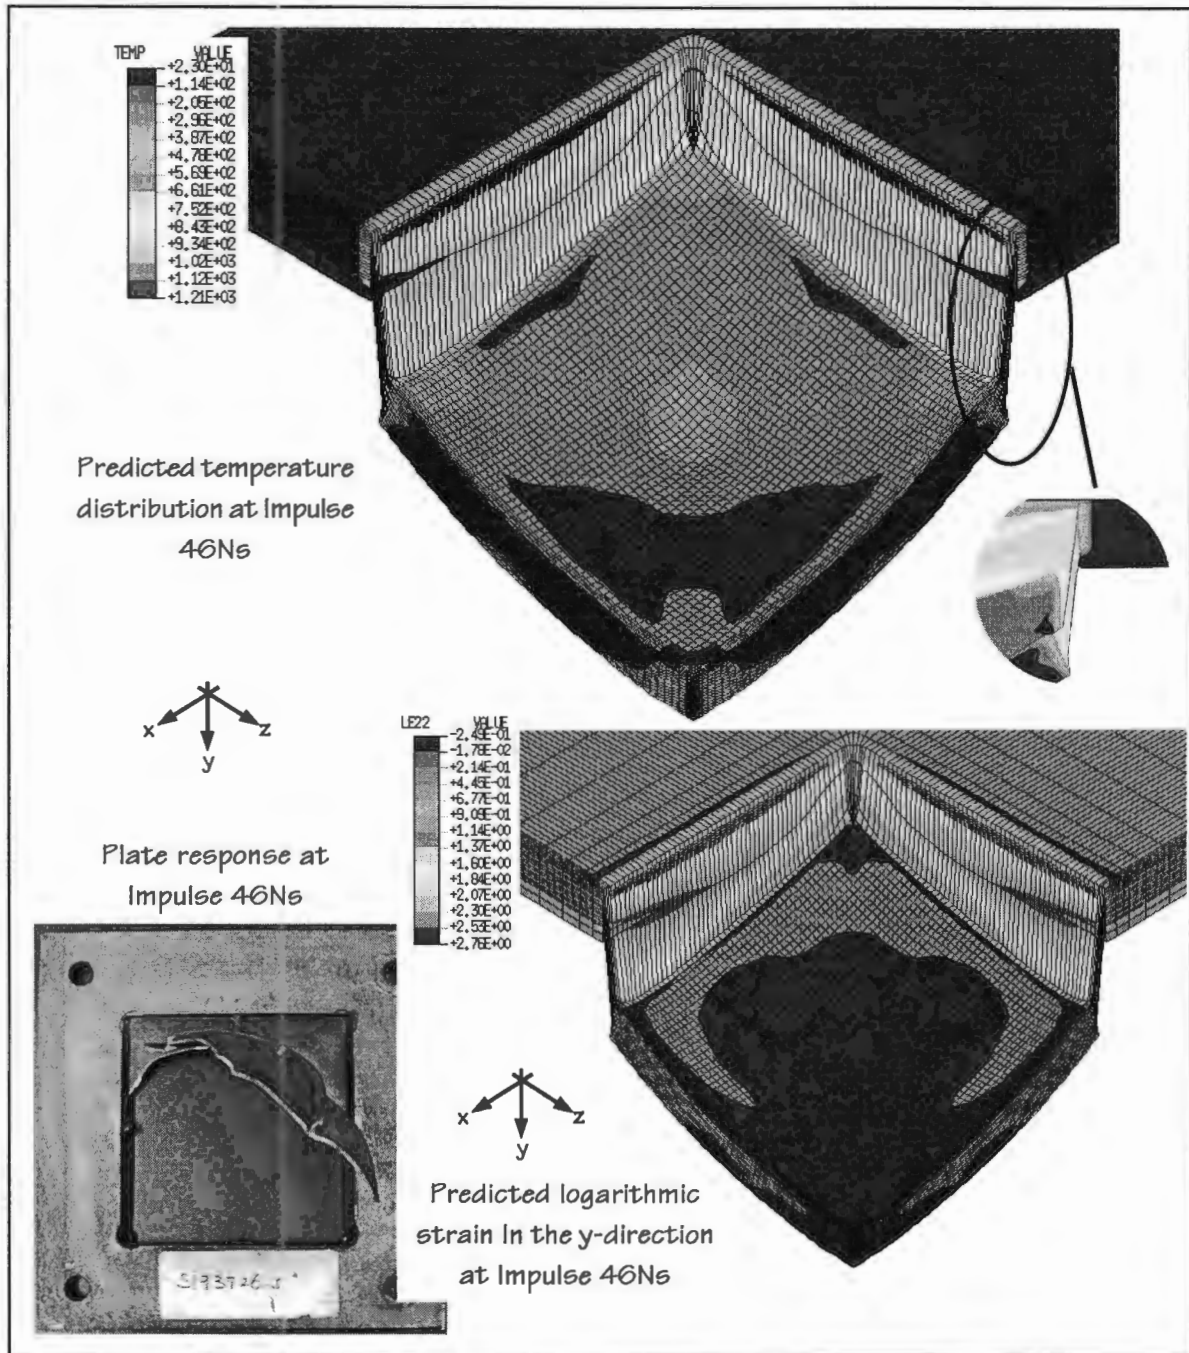 TEMP VALUE
+2.30E+01
+1.14E+02
+2.05E+02
+2.96E+02
+3.87E+02
+4.78E+02
+5.69E+02
+6.61E+02
+7.52E+02
+8.43E+02
+9.34E+02
+1.02E+03
+1.12E+03
+1.21E+03
Predicted temperature
distribution at Impulse
46Ns
x
y
z
LE22 VALUE
-2.49E-01
-1.78E-02
+2.14E-01
+4.45E-01
+6.77E-01
+9.09E-01
+1.14E+00
+1.37E+00
+1.60E+00
+1.84E+00
+2.07E+00
+2.30E+00
+2.53E+00
+2.76E+00
Plate response at
Impulse 46Ns
x
y
z
Predicted logarithmic
strain in the y-direction
at Impulse 46Ns